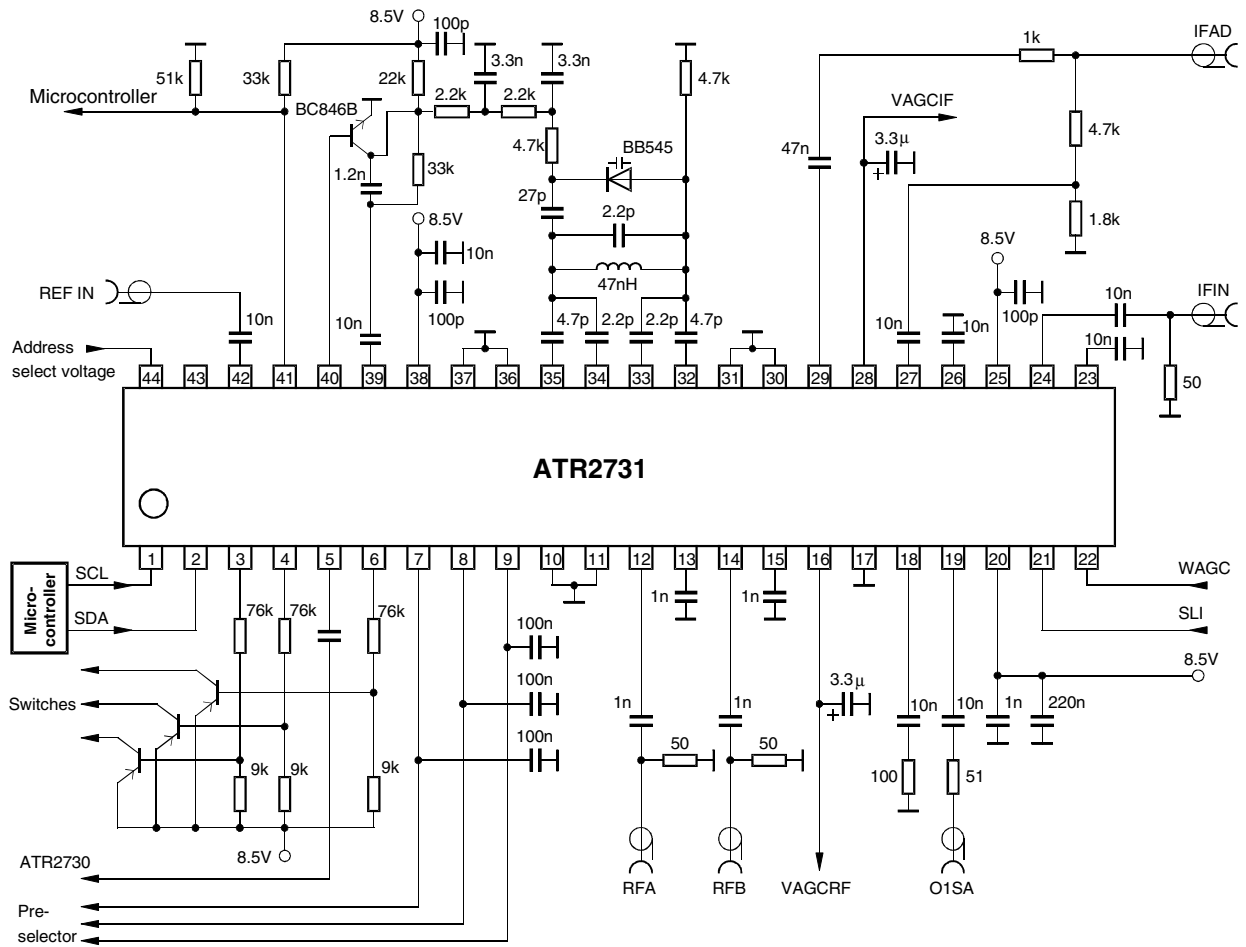 8.5V
100p
IFAD
1k
3.3n
3.3n
51k
33k
22k
4.7k
Microcontroller
BC846B
2.2k
2.2k
VAGCIF
4.7k
BB545
47n
3.3 µ
+
4.7k
1.2n
33k
27p
2.2p
1.8k
8.5V
8.5V
10n
47nH
REF IN
100p
10n
IFIN
10n
10n
4.7p
2.2p
2.2p
4.7p
10n
10n
100p
10n
Address
select voltage
50
44 43 42 41 40 39 38 37 36 35 34 33 32 31 30 29 28 27 26 25 24 23
ATR2731
1 2 3 4 5 6 7 8 9 10 11 12 13 14 15 16 17 18 19 20 21 22
Micro-
controller
SCL
SDA
WAGC
SLI
76k
76k
76k
1n
1n
100n
100n
100n
8.5V
3.3 µ
+
Switches
1n
1n
10n
10n
1n
220n
50
50
9k
9k
9k
100
51
8.5V
ATR2730
RFA
RFB
VAGCRF
O1SA
Pre-
selector